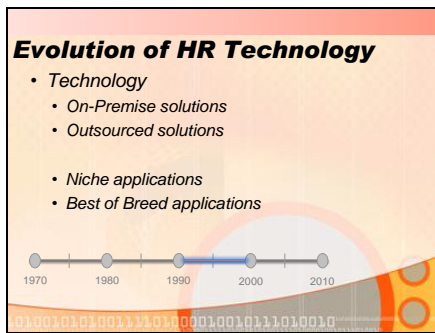 Evolution of HR Technology
• Technology
• On-Premise solutions
• Outsourced solutions
• Niche applications
• Best of Breed applications
1970 1980 1990 2000 2010